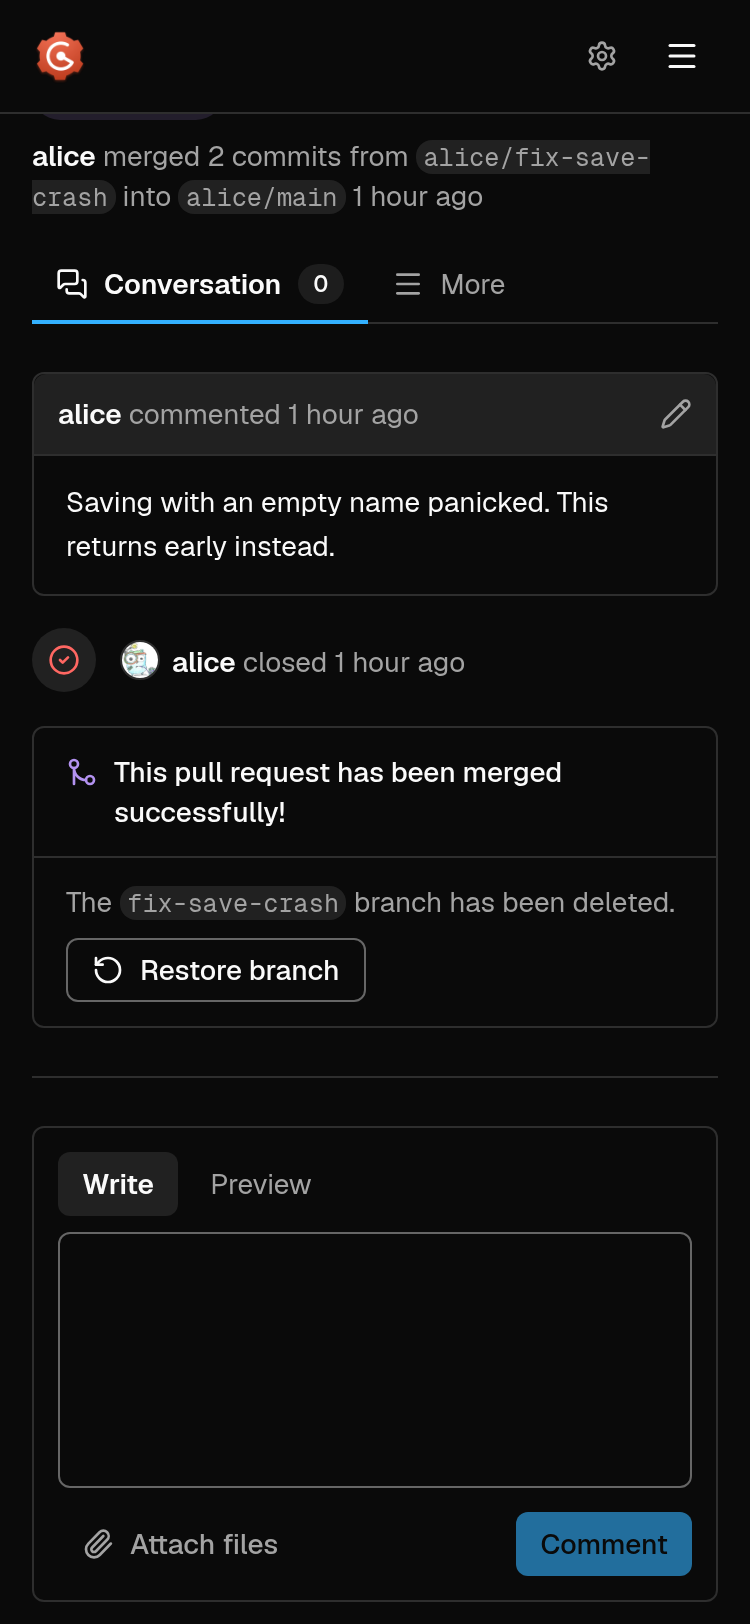 alice merged 2 commits from alice/fix-save-
crash into alice/main 1 hour ago
Conversation 0 More
alice commented 1 hour ago
Saving with an empty name panicked. This
returns early instead.
alice closed 1 hour ago
This pull request has been merged
successfully!
The fix-save-crash branch has been deleted.
Restore branch
Write Preview
Attach files Comment